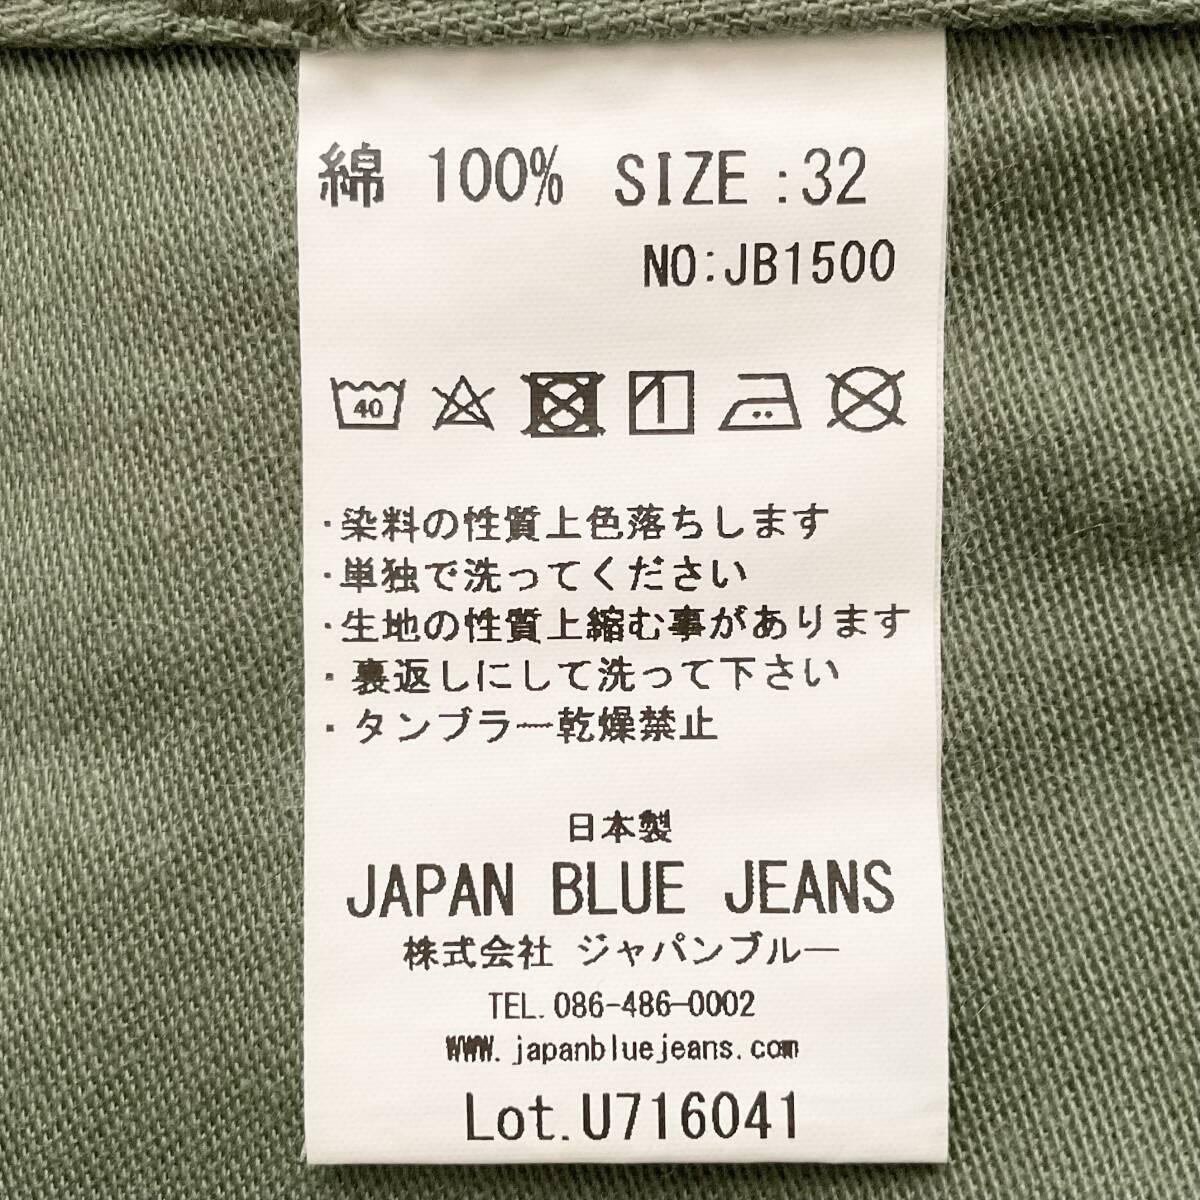 綿 100% SIZE:32
NO:JB1500
40
・染料の性質上色落ちします
・単独で洗ってください
・生地の性質上縮む事があります
・裏返しにして洗って下さい
・タンブラー乾燥禁止
日本製
JAPAN BLUE JEANS
株式会社 ジャパンブルー
TEL.086-486-0002
WWW.japanbluejeans.com
Lot.U716041